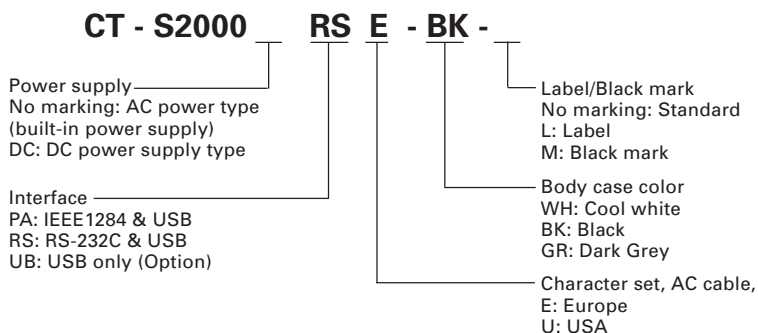 CT - S2000 __ RS E - BK - __
Power supply
No marking: AC power type
(built-in power supply)
DC: DC power supply type
Interface
PA: IEEE1284 & USB
RS: RS-232C & USB
UB: USB only (Option)
Label/Black mark
No marking: Standard
L: Label
M: Black mark
Body case color
WH: Cool white
BK: Black
GR: Dark Grey
Character set, AC cable,
E: Europe
U: USA